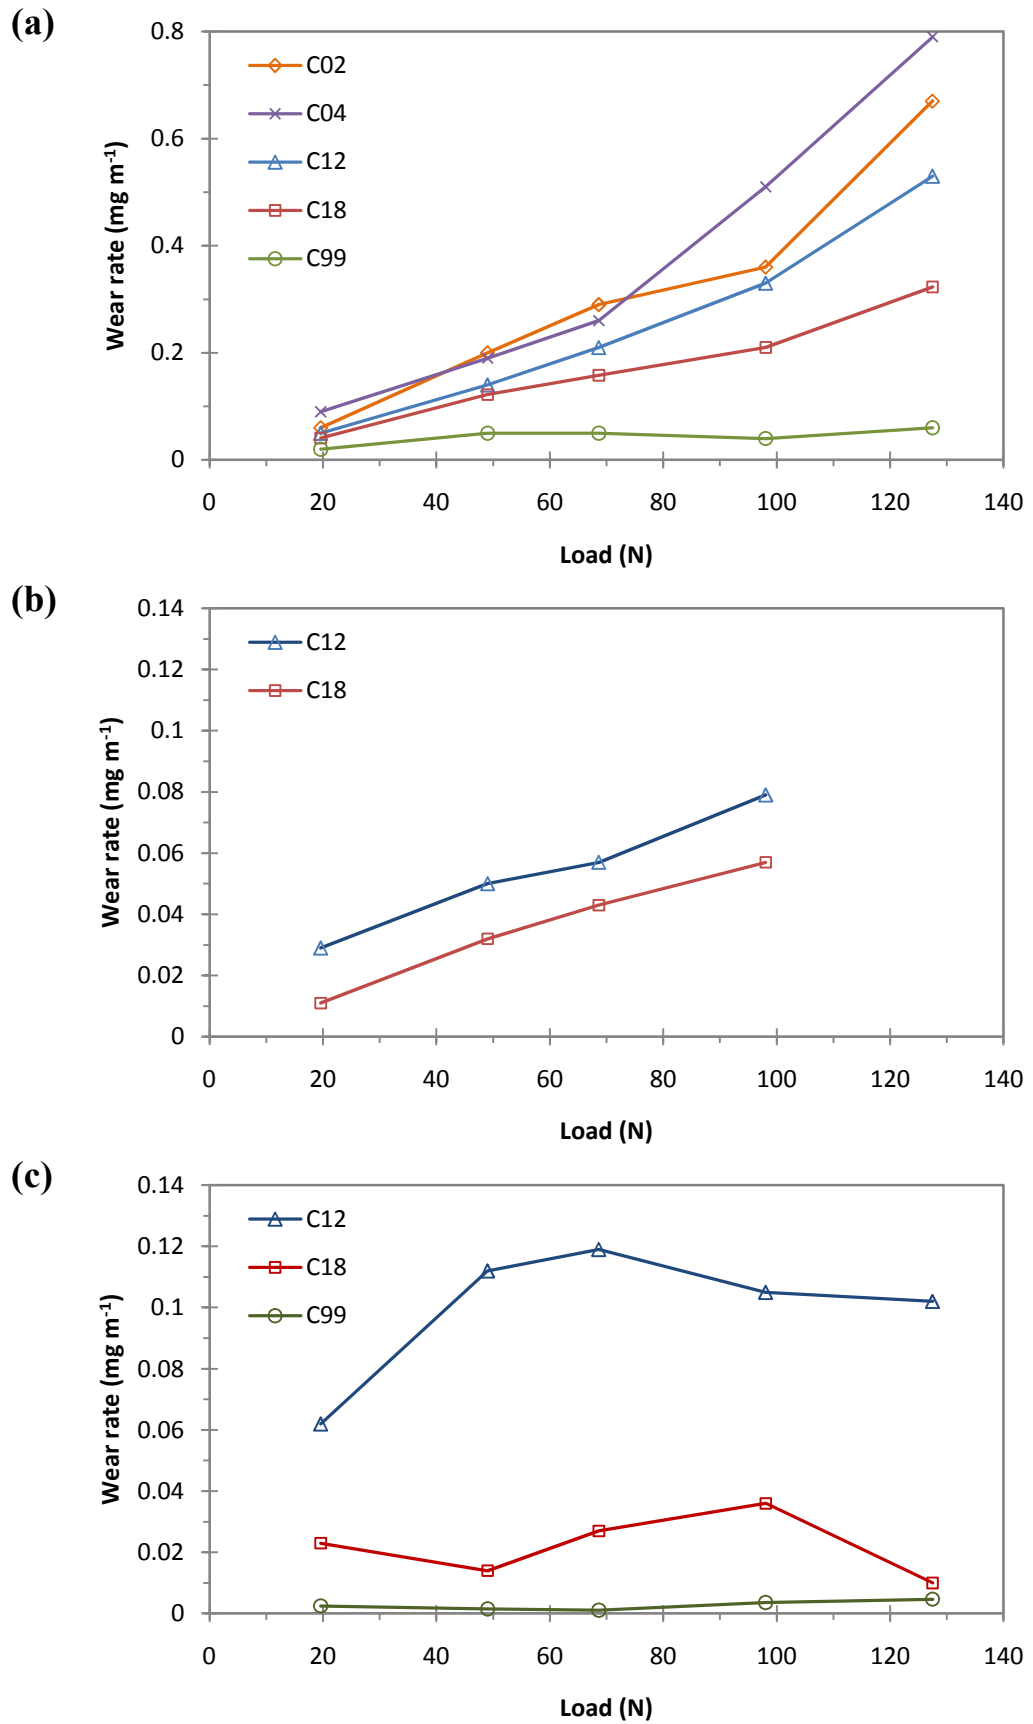 (a)
0.8
0.6
0.4
0.2
0
Wear rate (mg m-1)
C02
C04
C12
C18
C99
0 20 40 60 80 100 120 140
Load (N)
(b)
0.14
0.12
0.1
0.08
0.06
0.04
0.02
0
Wear rate (mg m-1)
C12
C18
0 20 40 60 80 100 120 140
Load (N)
(c)
0.14
0.12
0.1
0.08
0.06
0.04
0.02
0
Wear rate (mg m-1)
C12
C18
C99
0 20 40 60 80 100 120 140
Load (N)